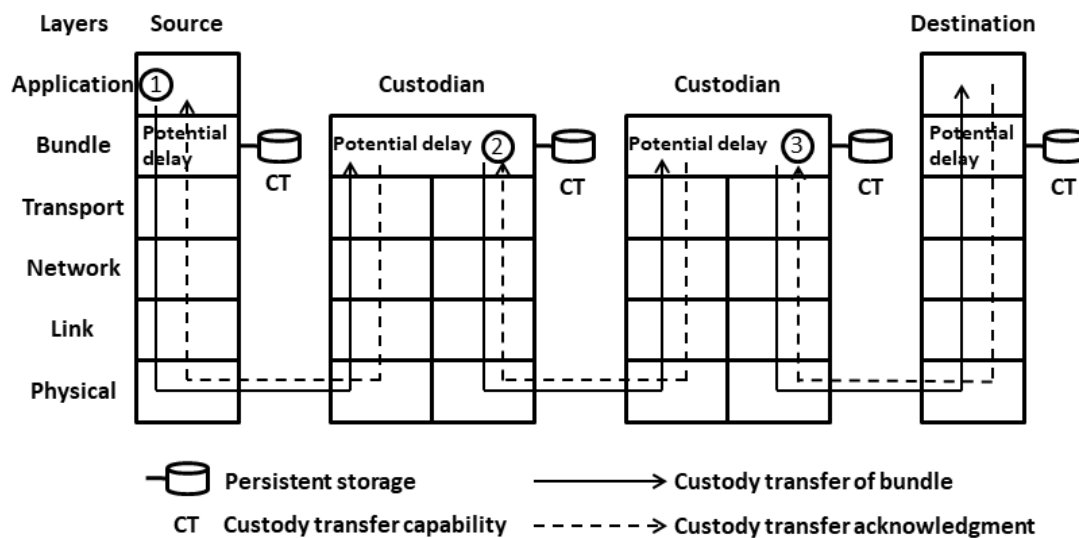 Layers Source Destination
Application 1 Custodian Custodian
Bundle Potential delay CT Potential delay 2 CT Potential delay 3 CT Potential delay CT
Transport
Network
Link
Physical
Persistent storage Custody transfer of bundle
CT Custody transfer capability Custody transfer acknowledgment